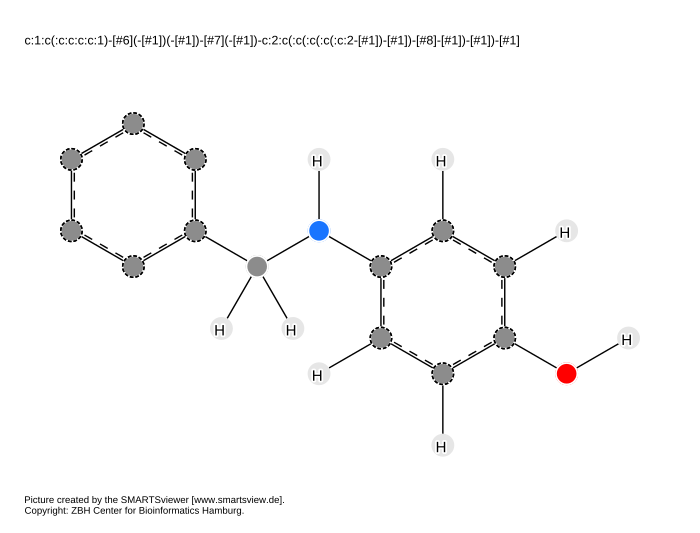 c:1:c(:c:c:c:c:1)-[#6](-[#1])(-[#1])-[#7](-[#1])-c:2:c(:c(:c(:c(:c:2-[#1])-[#1])-[#8]-[#1])-[#1])-[#1]
H
H
H
H
H
H
H
H
Picture created by the SMARTSviewer [www.smartsview.de].
Copyright: ZBH Center for Bioinformatics Hamburg.